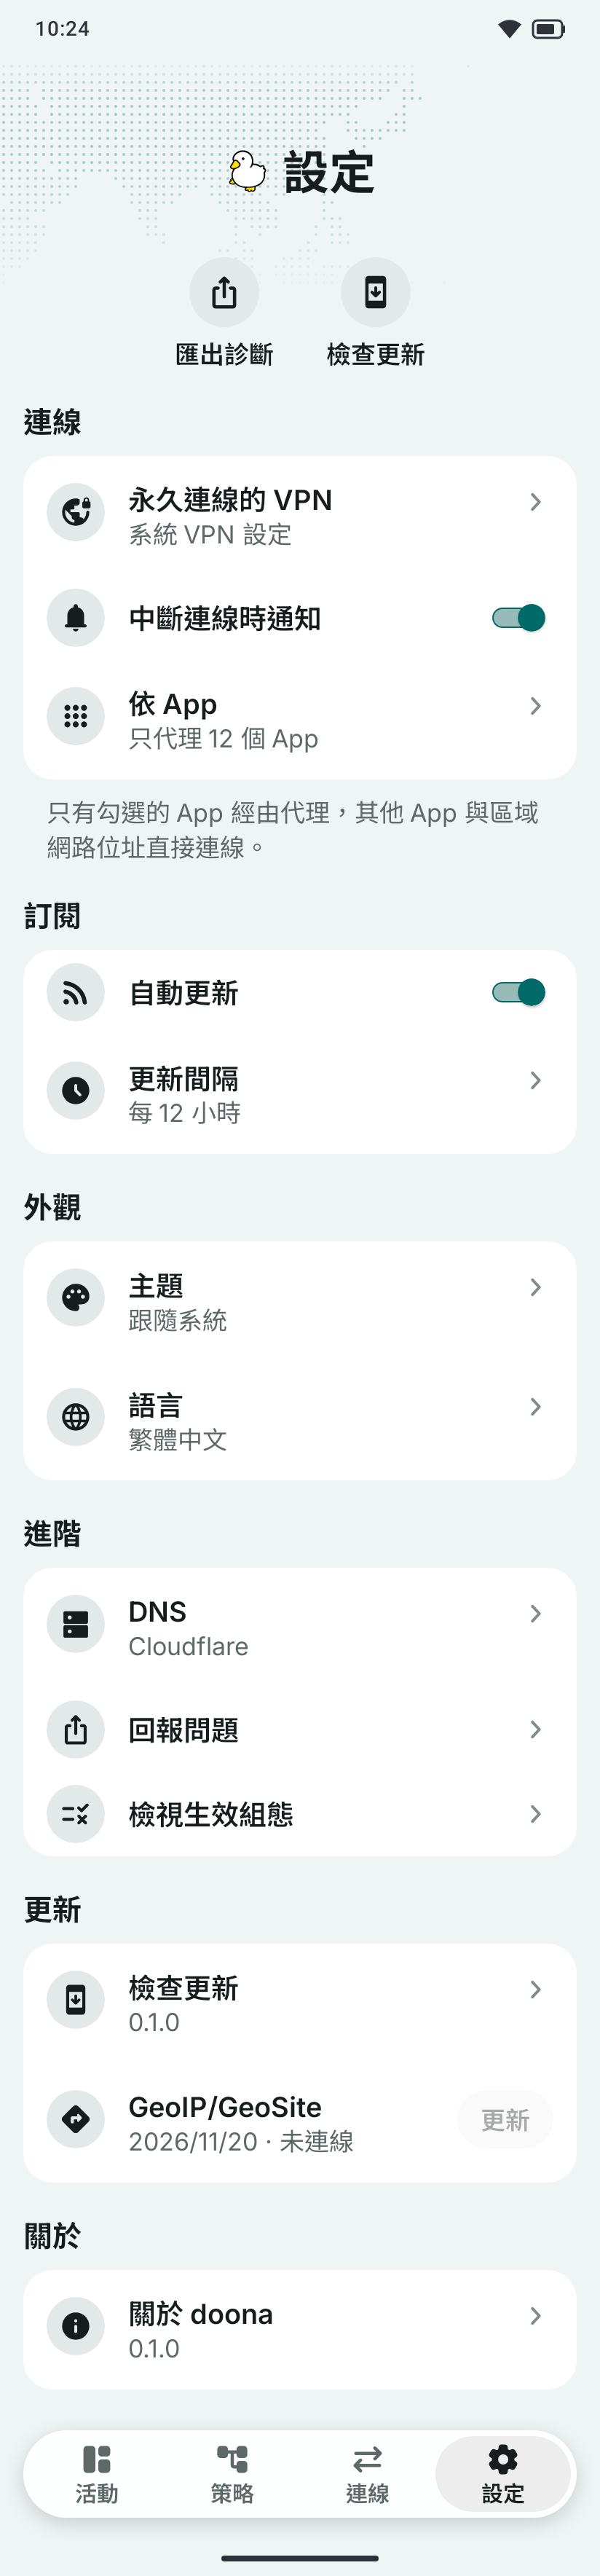 10:24
設定
匯出診斷
檢查更新
連線
永久連線的 VPN
系統 VPN 設定
中斷連線時通知
依 App
只代理 12 個 App
只有勾選的 App 經由代理，其他 App 與區域
網路位址直接連線。
訂閱
自動更新
更新間隔
每 12 小時
外觀
主題
跟隨系統
語言
繁體中文
進階
DNS
Cloudflare
回報問題
檢視生效組態
更新
檢查更新
0.1.0
GeoIP/GeoSite
2026/11/20 · 未連線
更新
關於
關於 doona
0.1.0
活動
策略
連線
設定